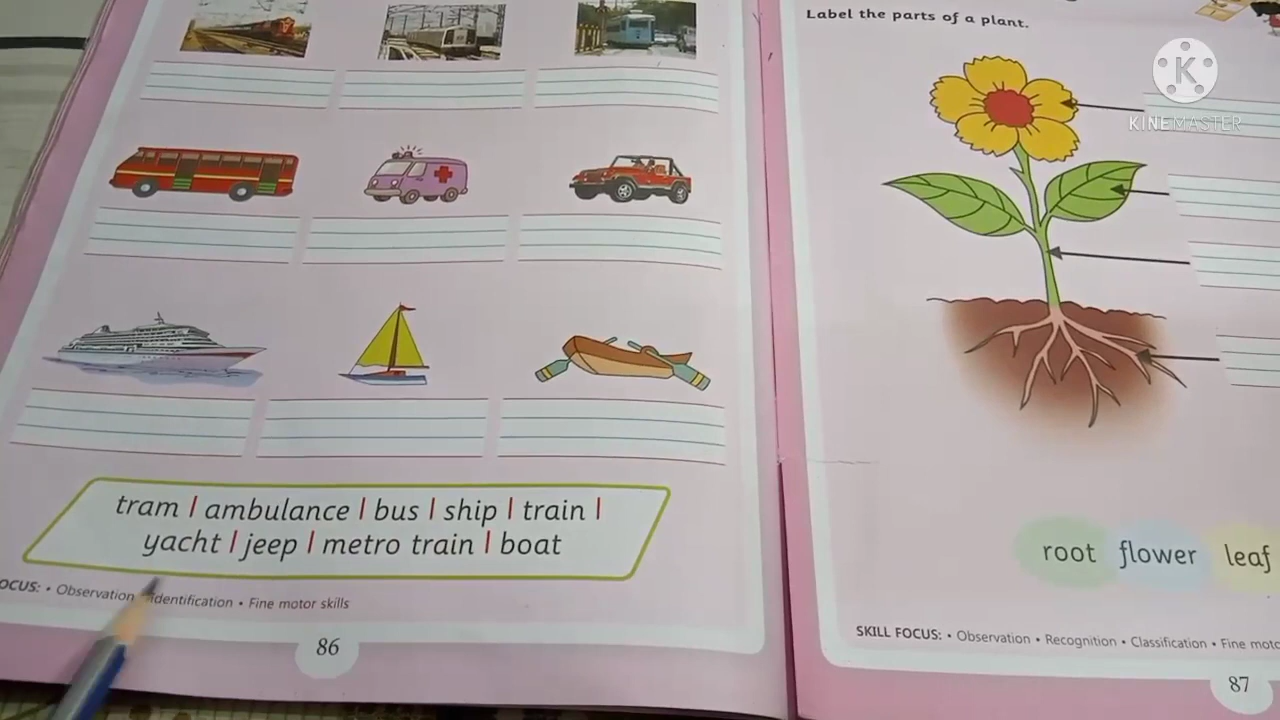 tram | ambulance | bus | ship | train |
yacht | jeep | metro train | boat
OCUS: • Observation • Identification • Fine motor skills
86
Label the parts of a plant.
K
KINEMASTER
root flower leaf
SKILL FOCUS: • Observation • Recognition • Classification • Fine moto
87